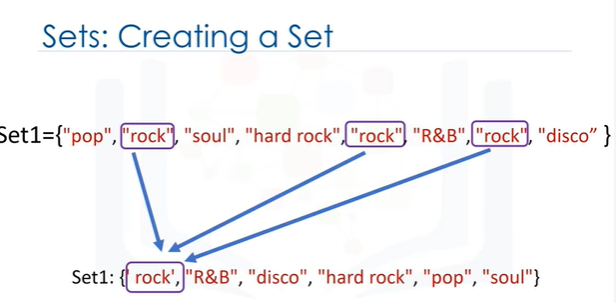 Sets: Creating a Set
Set1={"pop", "rock", "soul", "hard rock", "rock", "R&B", "rock", "disco” }
Set1: {' rock', "R&B", "disco", "hard rock", "pop", "soul"}